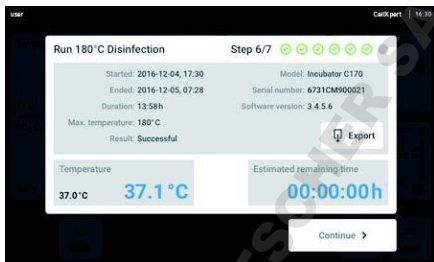 user CellXpert 16:30
Run 180°C Disinfection Step 6/7
Started: 2016-12-04, 17:30 Model: Incubator C170
Ended: 2016-12-05, 07:28 Serial number: 6731CM900021
Duration: 13:58h Software version: 3.4.5.6
Max. temperature: 180°C
Result: Successful
Export
Temperature Estimated remaining time
37.0°C 37.1°C 00:00:00h
Continue